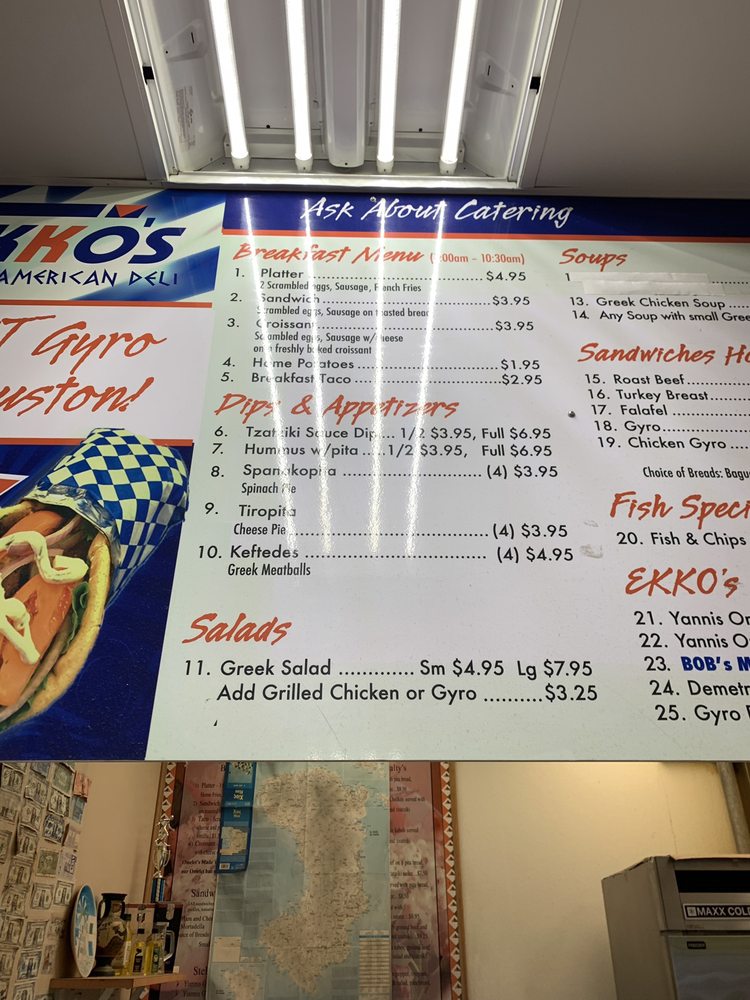 KKO'S
AMERICAN DELI
T Gyro
uston!
Ask About Catering
Breakfast Menu (:00am - 10:30am)
1. Platter ........ $4.95
2 Scrambled eggs, Sausage, French Fries
2. Sandwich ........ $3.95
Scrambled eggs, Sausage on toasted bread
3. Croissant ........ $3.95
Scrambled eggs, Sausage w/cheese
on a freshly baked croissant
4. Home Potatoes ........ $1.95
5. Breakfast Taco ........ $2.95
Dips & Appetizers
6. Tzatziki Sauce Dip... 1/2 $3.95, Full $6.95
7. Hummus w/pita .....1/2 $3.95, Full $6.95
8. Spanakopita ........ (4) $3.95
Spinach Pie
9. Tiropita
Cheese Pie ........ (4) $3.95
10. Keftedes ........ (4) $4.95
Greek Meatballs
Salads
11. Greek Salad ............. Sm $4.95 Lg $7.95
Add Grilled Chicken or Gyro ..........$3.25
Soups
1
13. Greek Chicken Soup
14. Any Soup with small Gree
Sandwiches Ho
15. Roast Beef
16. Turkey Breast
17. Falafel
18. Gyro
19. Chicken Gyro
Choice of Breads: Bagu
Fish Speci
20. Fish & Chips
EKKO's
21. Yannis Or
22. Yannis O
23. BOB's M
24. Demetr
25. Gyro
MAXX COLD